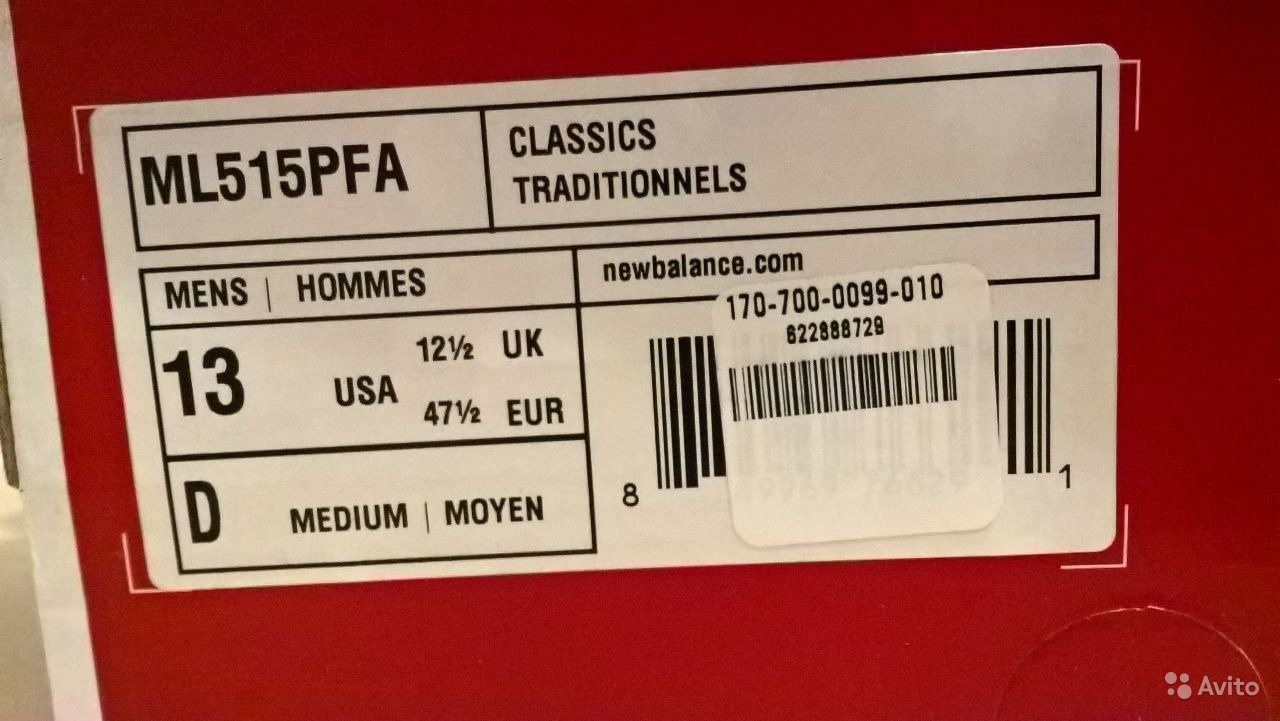 ML515PFA
CLASSICS
TRADITIONNELS
MENS | HOMMES
newbalance.com
170-700-0099-010
622888729
13 USA
12½ UK
47½ EUR
D
MEDIUM | MOYEN
8
1
Avito